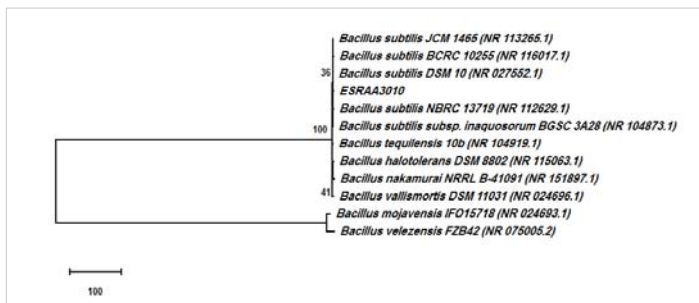 Bacillus subtilis JCM 1465 (NR 113265.1)
Bacillus subtilis BCRC 10255 (NR 116017.1)
36
Bacillus subtilis DSM 10 (NR 027552.1)
ESRAA3010
Bacillus subtilis NBRC 13719 (NR 112629.1)
100
Bacillus subtilis subsp. inaquosorum BGSC 3A28 (NR 104873.1)
Bacillus tequilensis 10b (NR 104919.1)
Bacillus halotolerans DSM 8802 (NR 115063.1)
Bacillus nakamurai NRRL B-41091 (NR 151897.1)
41
Bacillus vallismortis DSM 11031 (NR 024696.1)
Bacillus mojavensis IFO15718 (NR 024693.1)
Bacillus velezensis FZB42 (NR 075005.2)
100